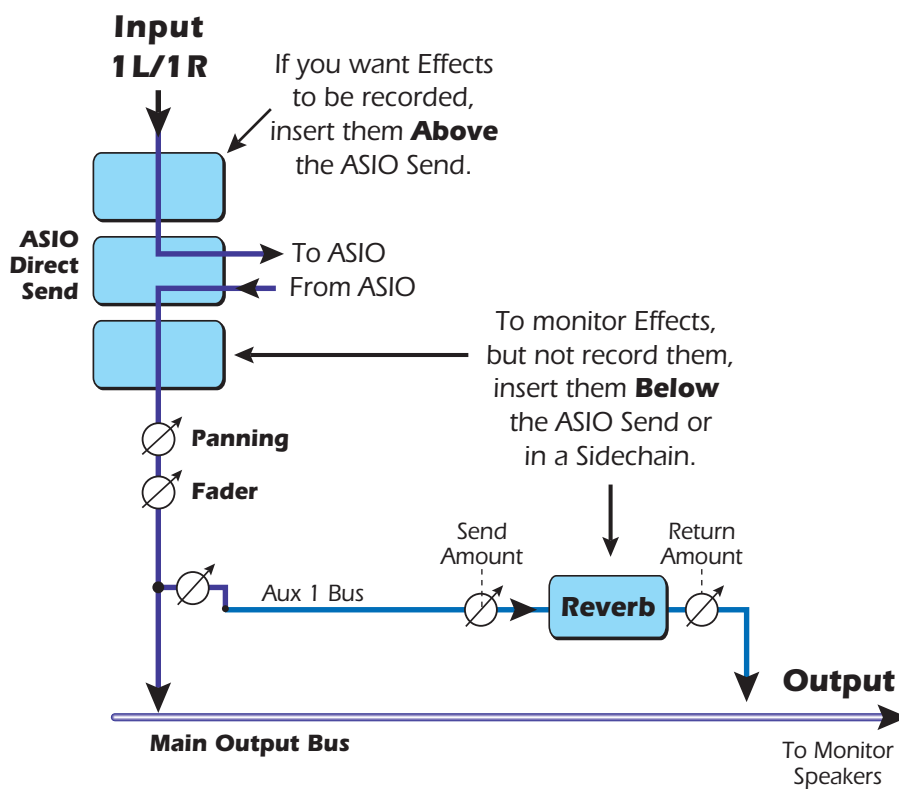 Input
1L/1R
If you want Effects
to be recorded,
insert them Above
the ASIO Send.
ASIO
Direct
Send
To ASIO
From ASIO
To monitor Effects,
but not record them,
insert them Below
the ASIO Send or
in a Sidechain.
Panning
Fader
Send
Amount
Return
Amount
Aux 1 Bus
Reverb
Output
Main Output Bus
To Monitor
Speakers